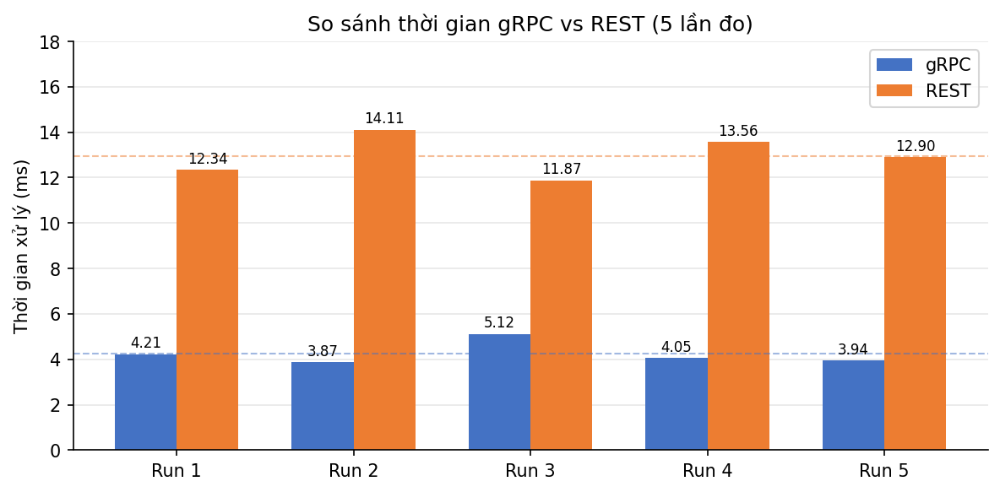 So sánh thời gian gRPC vs REST (5 lần đo)
Thời gian xử lý (ms)
18
16
14
12
10
8
6
4
2
0
gRPC
REST
4.21
12.34
3.87
14.11
5.12
11.87
4.05
13.56
3.94
12.90
Run 1
Run 2
Run 3
Run 4
Run 5